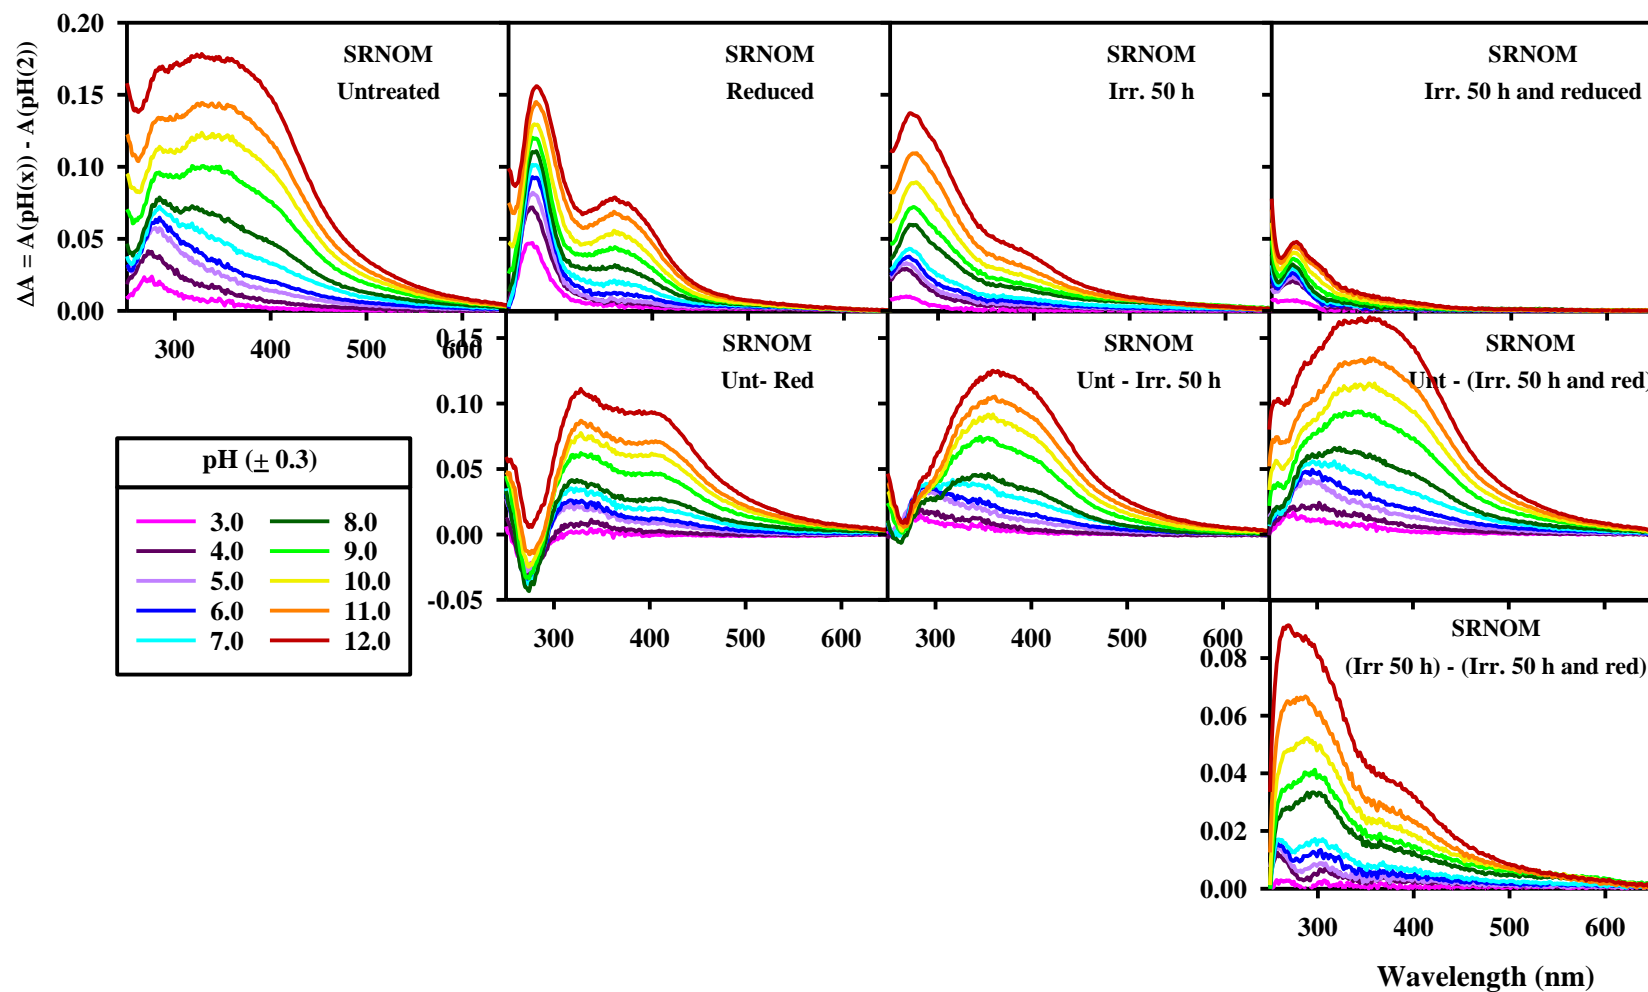 ΔA = A(pH(x)) - A(pH(2))
0.20
0.15
0.10
0.05
0.00
SRNOM
Untreated
SRNOM
Reduced
SRNOM
Irr. 50 h
SRNOM
Irr. 50 h and reduced
300
400
500
600
0.15
0.10
0.05
0.00
-0.05
SRNOM
Unt- Red
SRNOM
Unt - Irr. 50 h
SRNOM
Unt - (Irr. 50 h and red)
300
400
500
600
300
400
500
600
pH (± 0.3)
3.0 8.0
4.0 9.0
5.0 10.0
6.0 11.0
7.0 12.0
SRNOM
(Irr 50 h) - (Irr. 50 h and red)
0.08
0.06
0.04
0.02
0.00
300
400
500
600
Wavelength (nm)